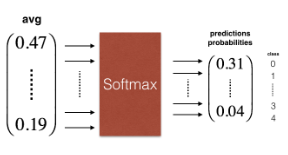 avg
0.47
0.19
Softmax
predictions
probabilities
0.31
0.04
class
0
1
3
4